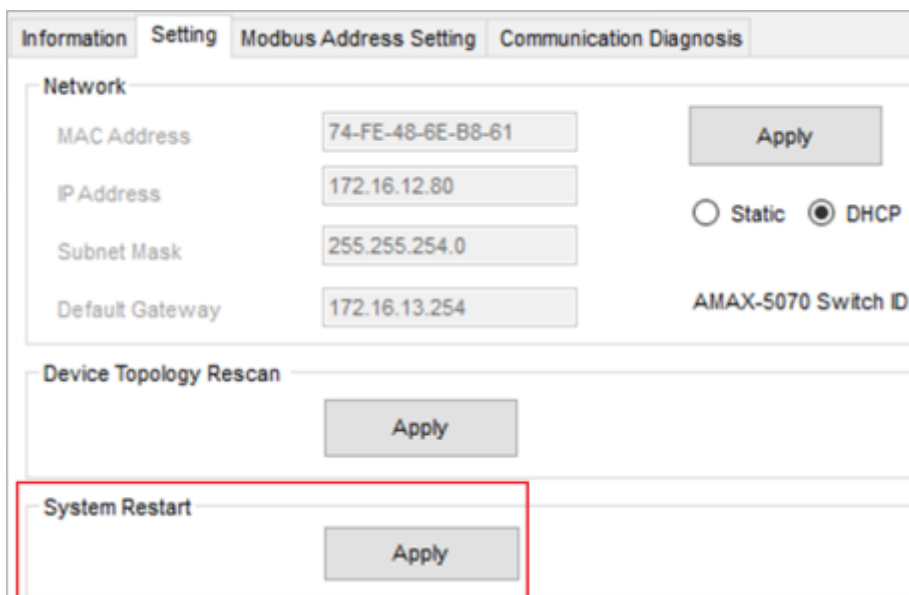 Information Setting Modbus Address Setting Communication Diagnosis
Network
MAC Address 74-FE-48-6E-B8-61 Apply
IP Address 172.16.12.80
Static DHCP
Subnet Mask 255.255.254.0
Default Gateway 172.16.13.254 AMAX-5070 Switch ID
Device Topology Rescan
Apply
System Restart
Apply